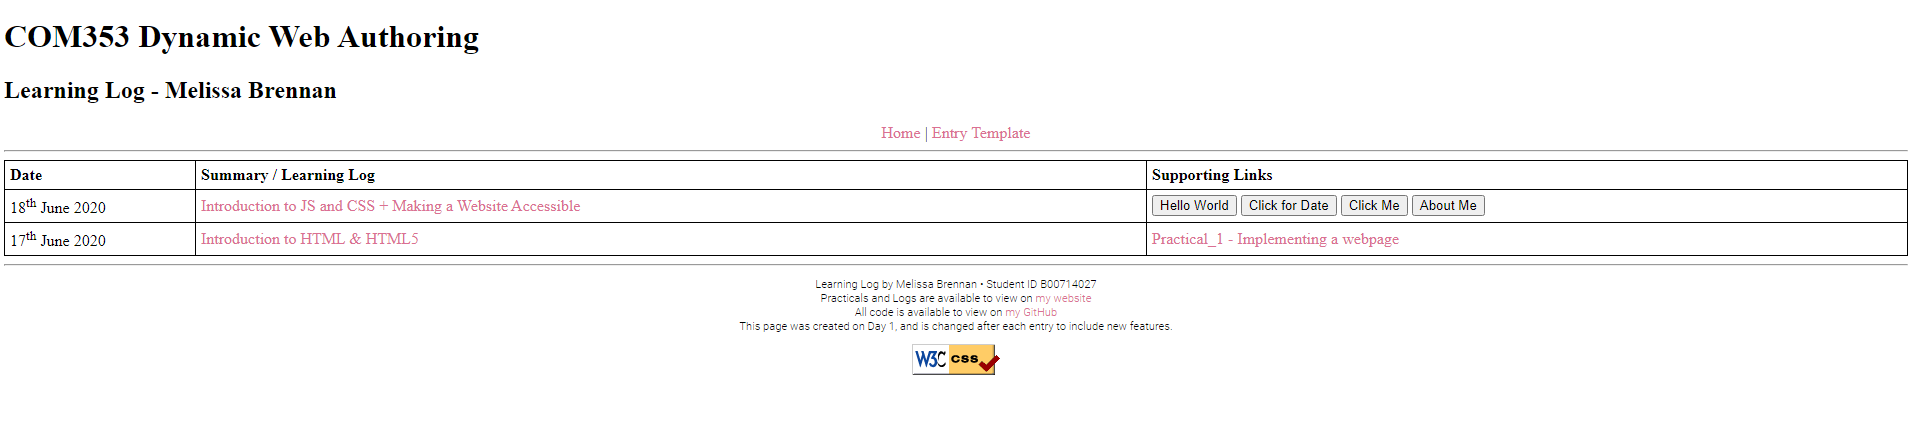 COM353 Dynamic Web Authoring
Learning Log - Melissa Brennan
Home | Entry Template
Date Summary / Learning Log Supporting Links
18th June 2020 Introduction to JS and CSS + Making a Website Accessible Hello World Click for Date Click Me About Me
17th June 2020 Introduction to HTML & HTML5 Practical_1 - Implementing a webpage
Learning Log by Melissa Brennan • Student ID B00714027
Practicals and Logs are available to view on my website
All code is available to view on my GitHub
This page was created on Day 1, and is changed after each entry to include new features.
W3C css